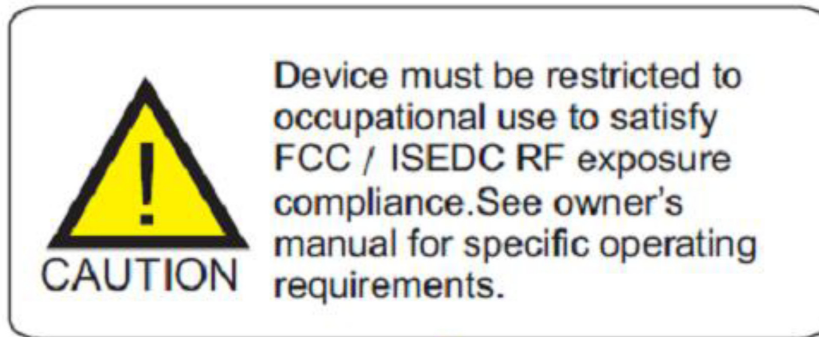 !
CAUTION
Device must be restricted to
occupational use to satisfy
FCC / ISEDC RF exposure
compliance.See owner's
manual for specific operating
requirements.